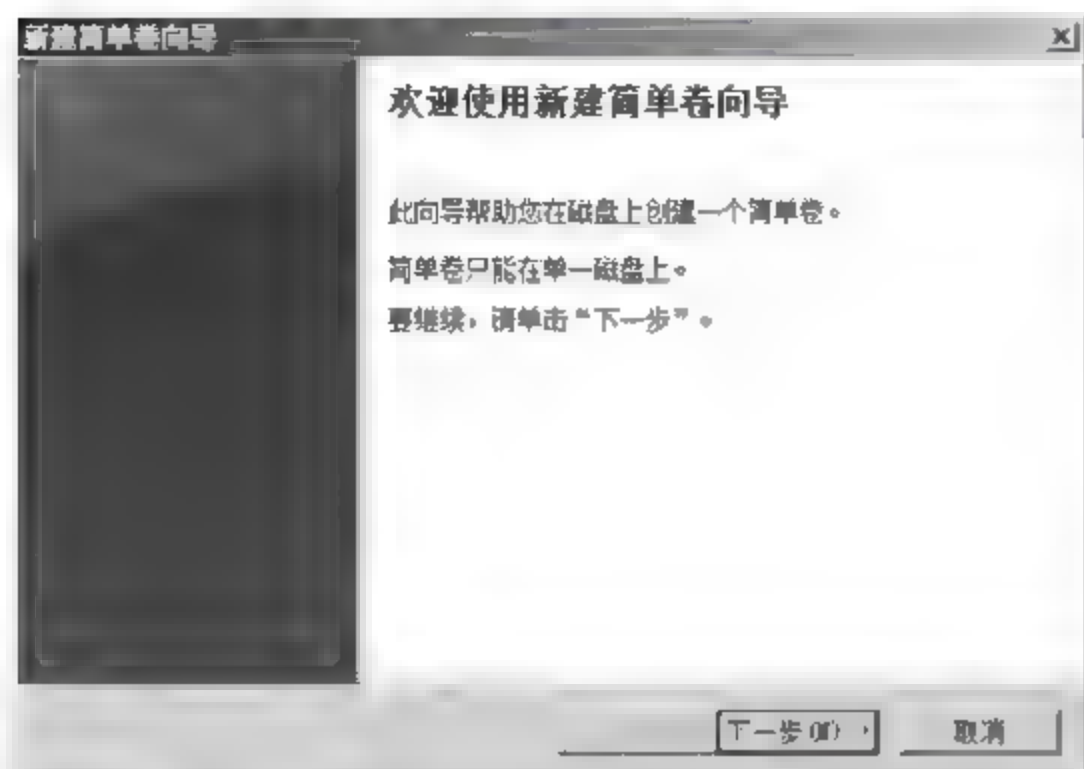 新建简单卷向导
欢迎使用新建简单卷向导
此向导帮助您在磁盘上创建一个简单卷。
简单卷只能在单一磁盘上。
要继续，请单击“下一步”。
下一步(N) >
取消